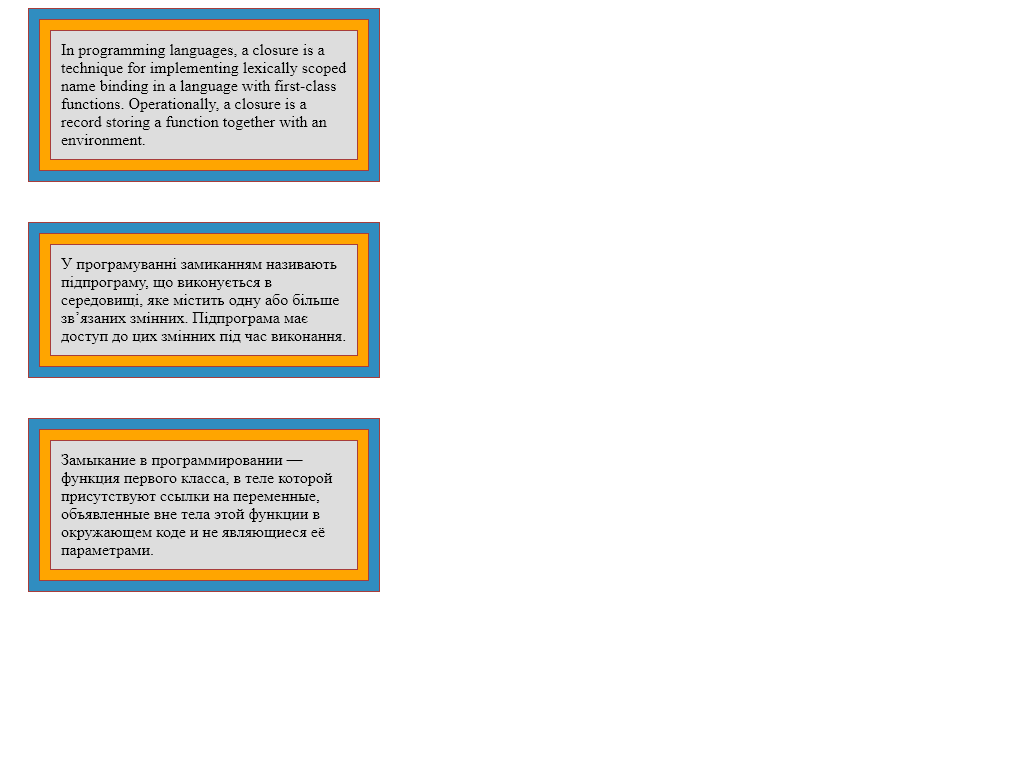 In programming languages, a closure is a
technique for implementing lexically scoped
name binding in a language with first-class
functions. Operationally, a closure is a
record storing a function together with an
environment.
У програмуванні замиканням називають
підпрограму, що виконується в
середовищі, яке містить одну або більше
зв’язаних змінних. Підпрограма має
доступ до цих змінних під час виконання.
Замыкание в программировании —
функция первого класса, в теле которой
присутствуют ссылки на переменные,
объявленные вне тела этой функции в
окружающем коде и не являющиеся её
параметрами.